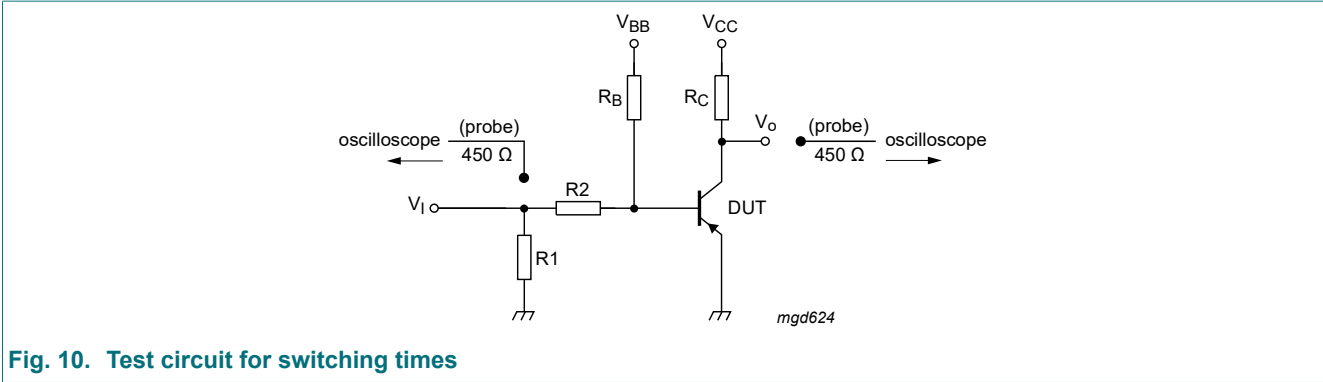 VBB
VCC
RB
RC
Vo
oscilloscope
(probe)
450 Ω
(probe)
450 Ω
oscilloscope
VI
R2
DUT
R1
mgd624
Fig. 10. Test circuit for switching times